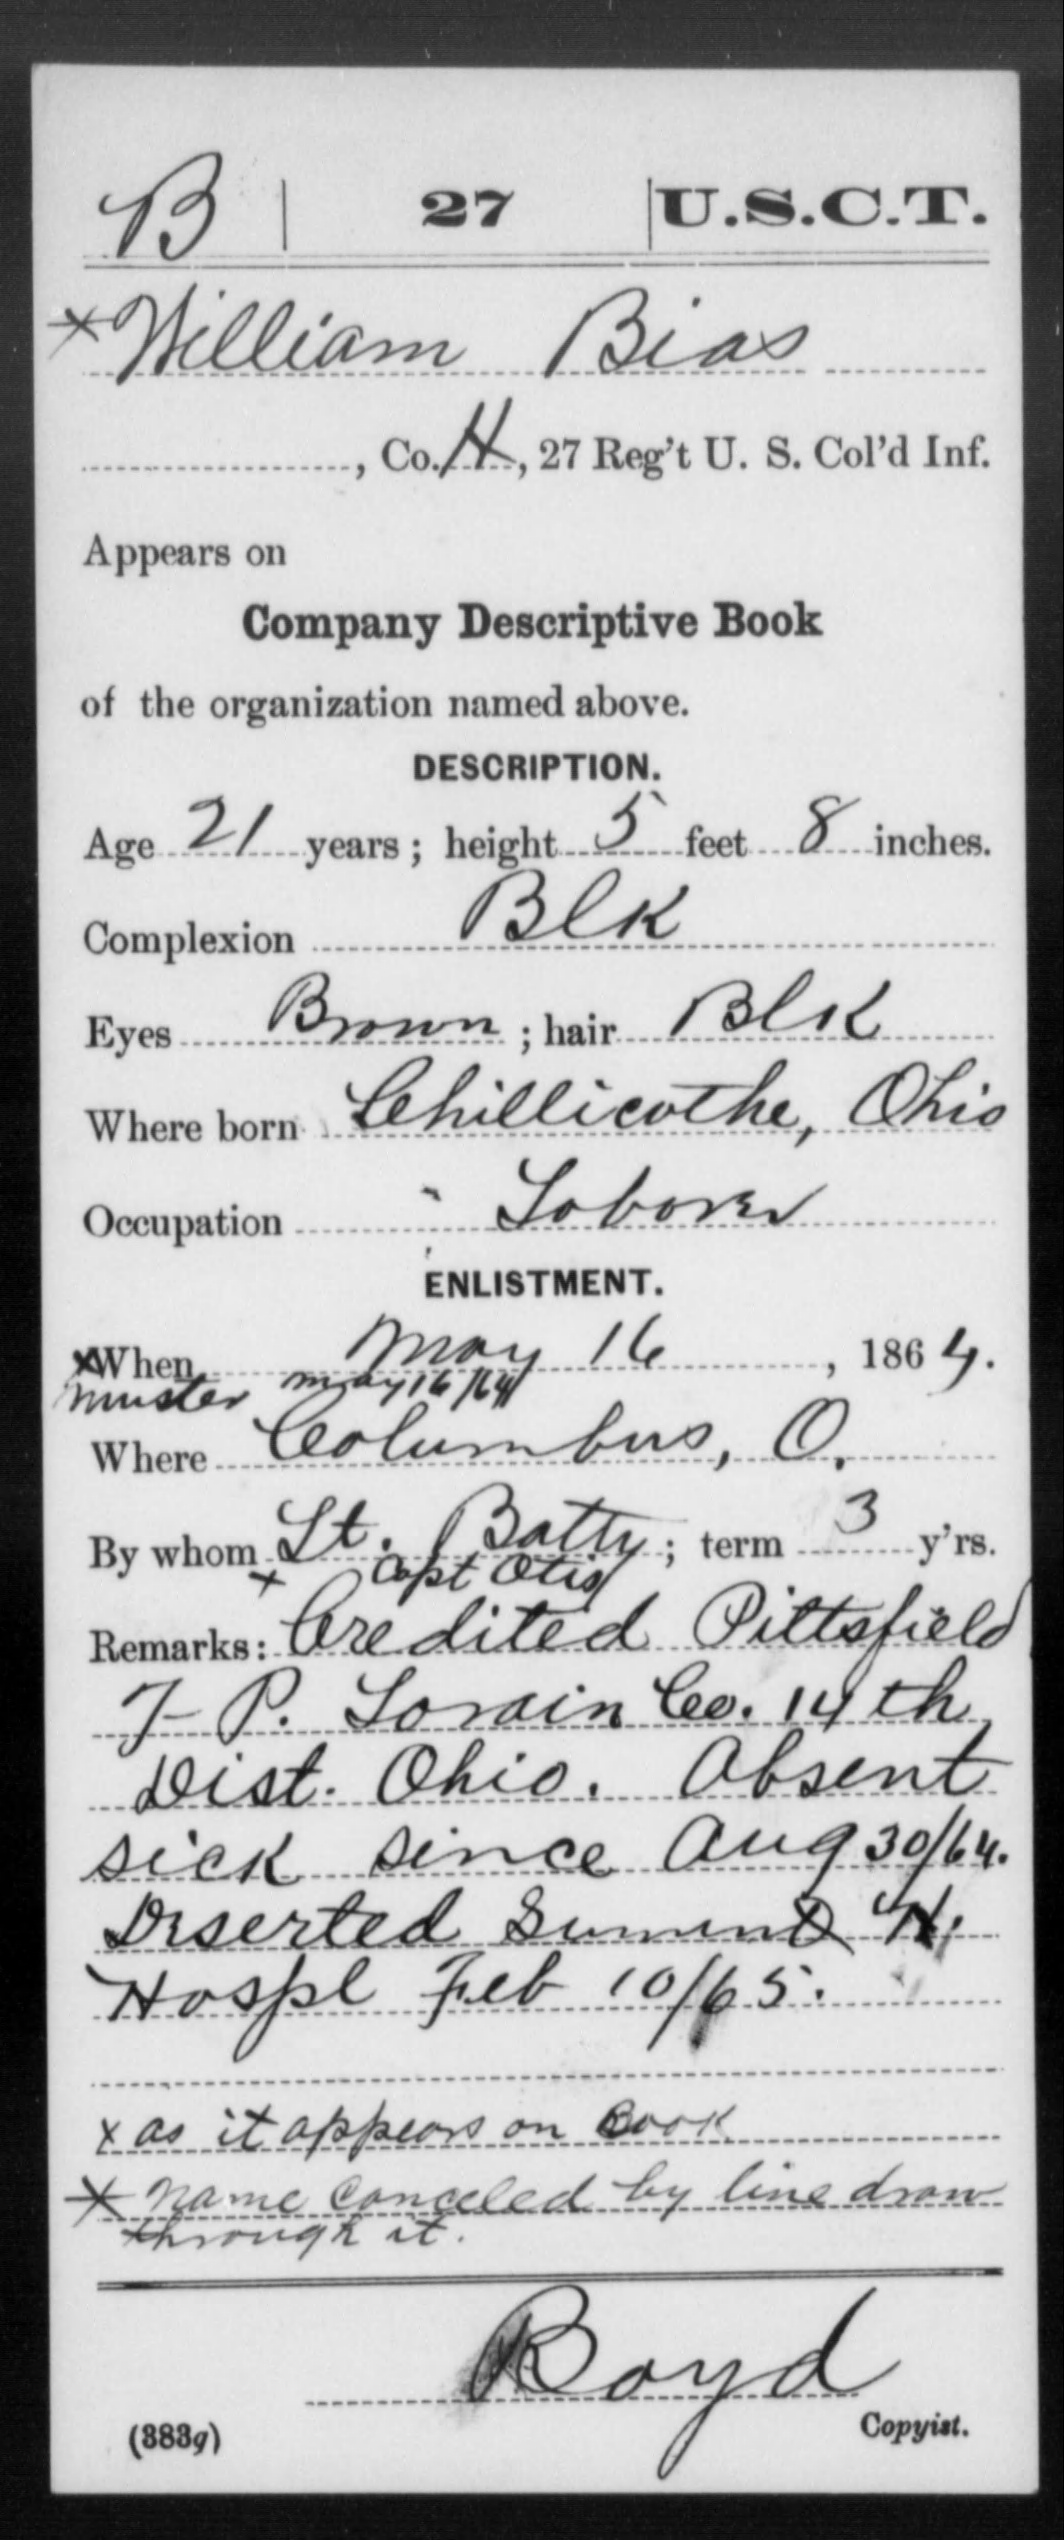 B 27 U.S.C.T.
* William Bias
, Co. H, 27 Reg't U. S. Col'd Inf.
Appears on
Company Descriptive Book
of the organization named above.
DESCRIPTION.
Age 21 years; height 5 feet 8 inches.
Complexion Blk
Eyes Brown; hair Blk
Where born Chillicothe, Ohio
Occupation Laborer
ENLISTMENT.
x When May 16, 1864.
muster may 16/64
Where Columbus, O.
By whom Lt. Batty; term 3 y'rs.
x Capt Otis
Remarks: Credited Pittsfield
T P. Lorain Co. 14th
Dist. Ohio. Absent
sick since Aug 30/64.
Deserted H.
Hospl Feb 10/65.
x as it appears on Book
* Name canceled by line draw
through it.
Boyd
Copyist.
(383g)